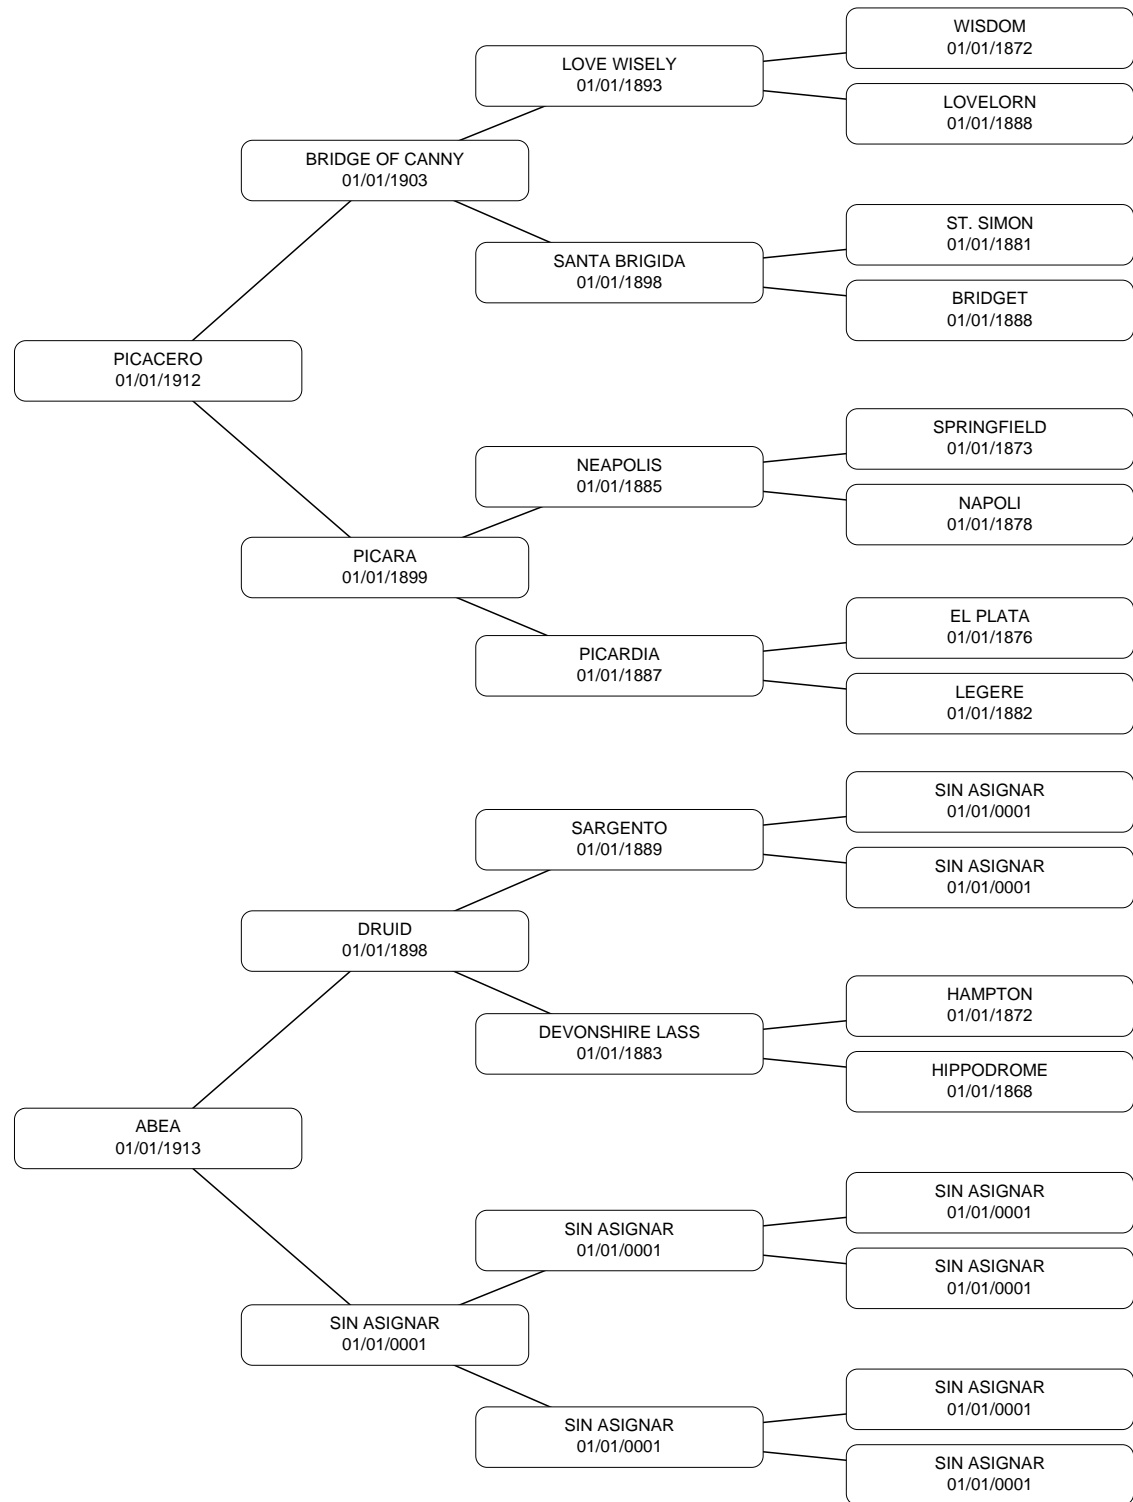 WISDOM
01/01/1872
LOVE WISELY
01/01/1893
LOVELORN
01/01/1888
BRIDGE OF CANNY
01/01/1903
ST. SIMON
01/01/1881
SANTA BRIGIDA
01/01/1898
BRIDGET
01/01/1888
PICACERO
01/01/1912
SPRINGFIELD
01/01/1873
NEAPOLIS
01/01/1885
NAPOLI
01/01/1878
PICARA
01/01/1899
EL PLATA
01/01/1876
PICARDIA
01/01/1887
LEGERE
01/01/1882
SIN ASIGNAR
01/01/0001
SARGENTO
01/01/1889
SIN ASIGNAR
01/01/0001
DRUID
01/01/1898
HAMPTON
01/01/1872
DEVONSHIRE LASS
01/01/1883
HIPPODROME
01/01/1868
ABEA
01/01/1913
SIN ASIGNAR
01/01/0001
SIN ASIGNAR
01/01/0001
SIN ASIGNAR
01/01/0001
SIN ASIGNAR
01/01/0001
SIN ASIGNAR
01/01/0001
SIN ASIGNAR
01/01/0001
SIN ASIGNAR
01/01/0001